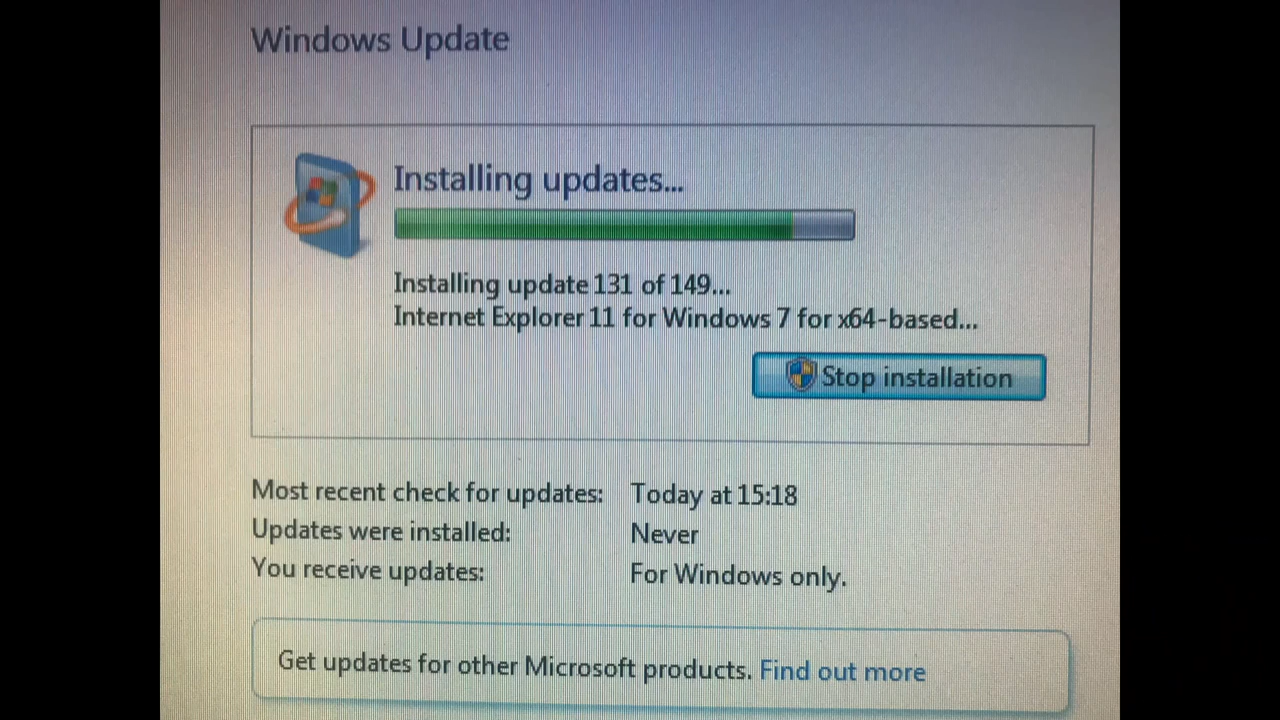 Windows Update
Installing updates...
Installing update 131 of 149...
Internet Explorer 11 for Windows 7 for x64-based...
Stop installation
Most recent check for updates: Today at 15:18
Updates were installed: Never
You receive updates: For Windows only.
Get updates for other Microsoft products. Find out more